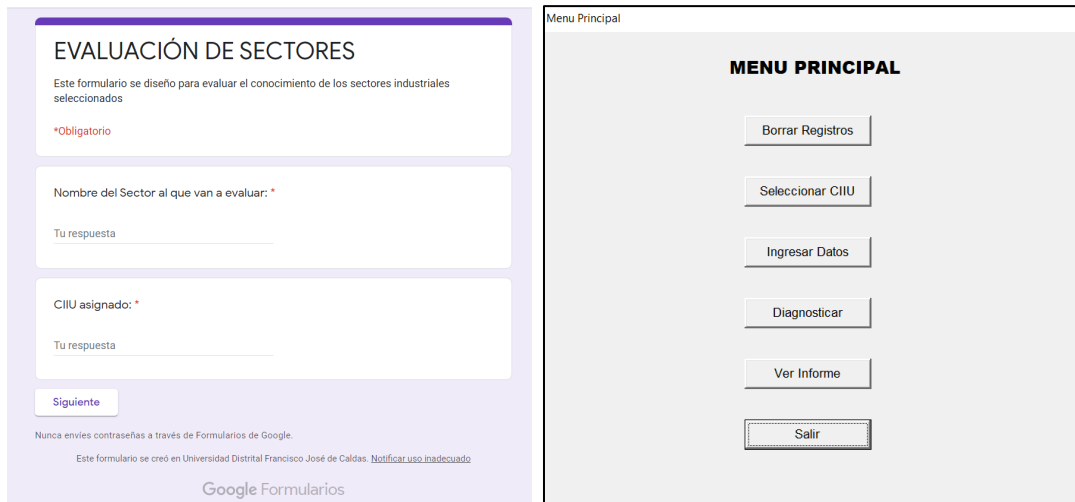 EVALUACIÓN DE SECTORES
Este formulario se diseño para evaluar el conocimiento de los sectores industriales
seleccionados
*Obligatorio
Nombre del Sector al que van a evaluar: *
Tu respuesta
CIIU asignado: *
Tu respuesta
Siguiente
Nunca envíes contraseñas a través de Formularios de Google.
Este formulario se creó en Universidad Distrital Francisco José de Caldas. Notificar uso inadecuado
Google Formularios
Menu Principal
MENU PRINCIPAL
Borrar Registros
Seleccionar CIIU
Ingresar Datos
Diagnosticar
Ver Informe
Salir